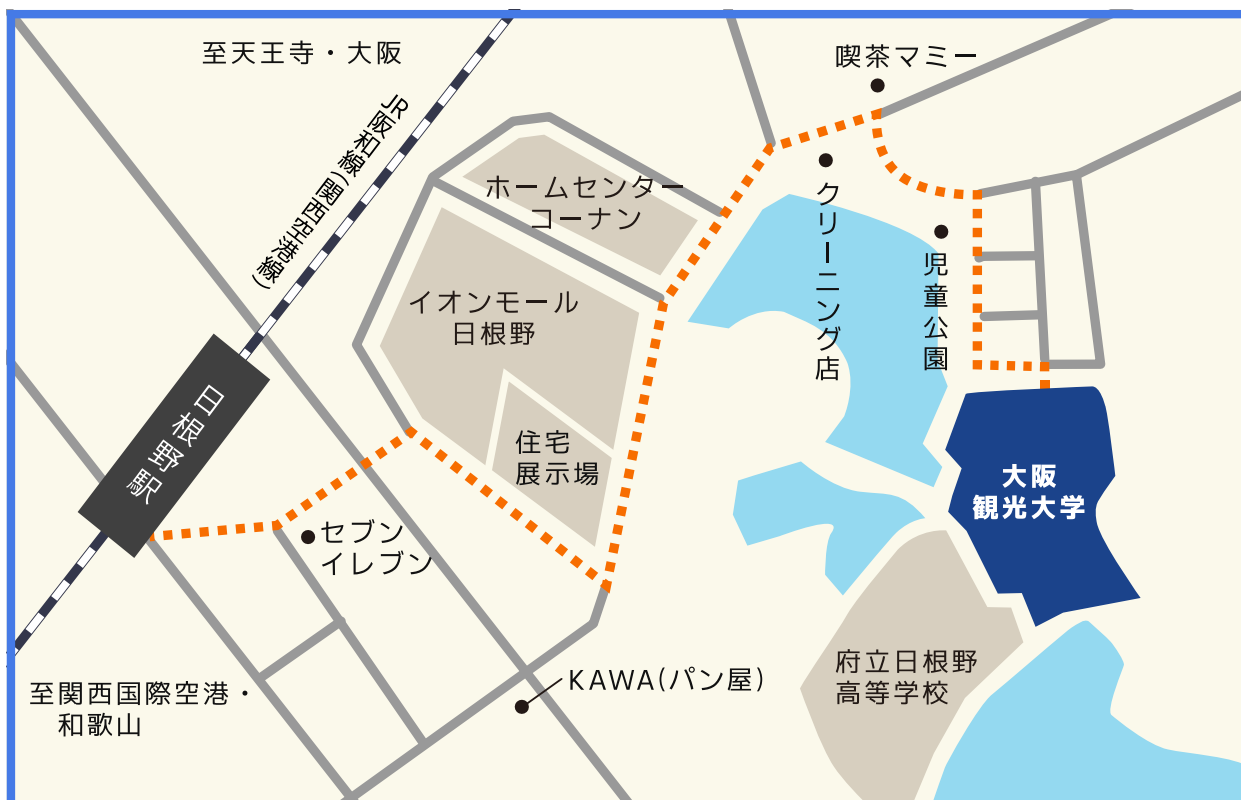 至天王寺・大阪
喫茶マミー
JR阪和線(関西空港線)
ホームセンター
コーナン
クリーニング店
児童公園
イオンモール
日根野
日根野駅
住宅
展示場
大阪
観光大学
セブン
イレブン
府立日根野
高等学校
KAWA(パン屋)
至関西国際空港・
和歌山